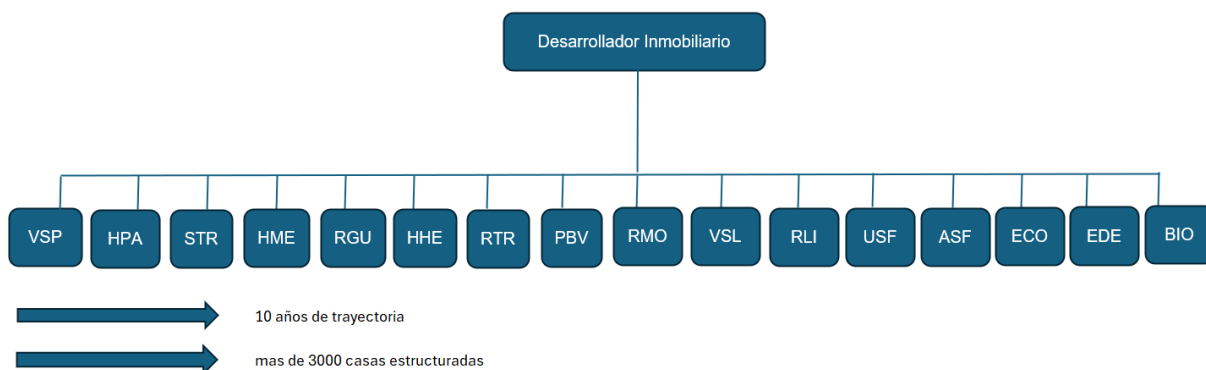 Desarrollador Inmobiliario
VSP HPA STR HME RGU HHE RTR PBV RMO VSL RLI USF ASF ECO EDE BIO
10 años de trayectoria
mas de 3000 casas estructuradas